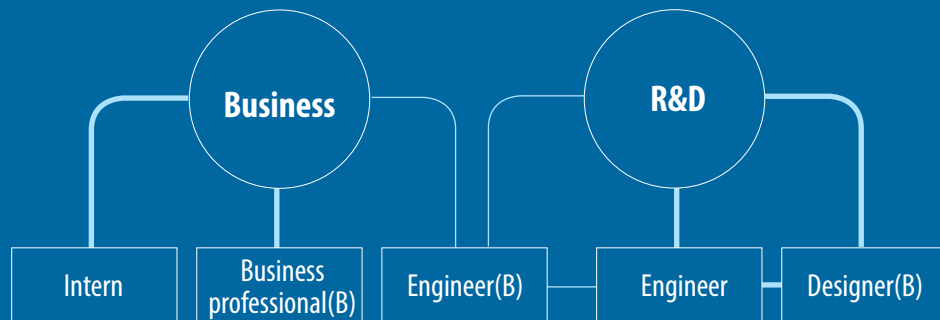 Business
R&D
Intern
Business
professional(B)
Engineer(B)
Engineer
Designer(B)